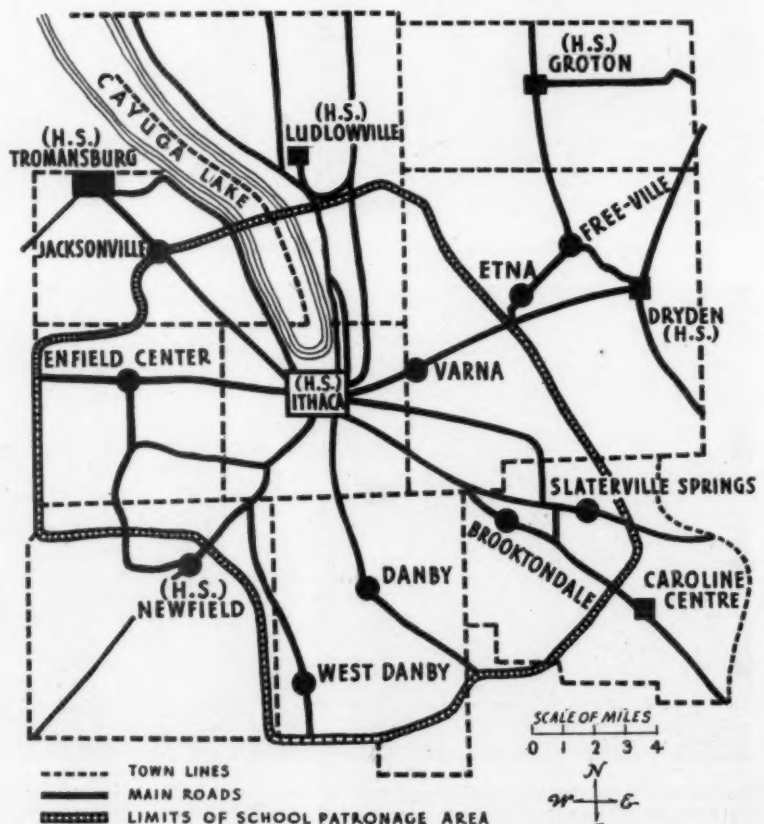 (H.S.)
GROTON
CAYUGA LAKE
(H.S.)
LUDLOWVILLE
(H.S.)
TROMANSBURG
FREE-VILLE
JACKSONVILLE
ETNA
DRYDEN
(H.S.)
ENFIELD CENTER
VARNA
(H.S.)
ITHACA
SLATERVILLE SPRINGS
BROOKTONDALE
DANBY
CAROLINE
CENTRE
(H.S.)
NEWFIELD
WEST DANBY
SCALE OF MILES
0 1 2 3 4
N
W E
TOWN LINES
MAIN ROADS
LIMITS OF SCHOOL PATRONAGE AREA